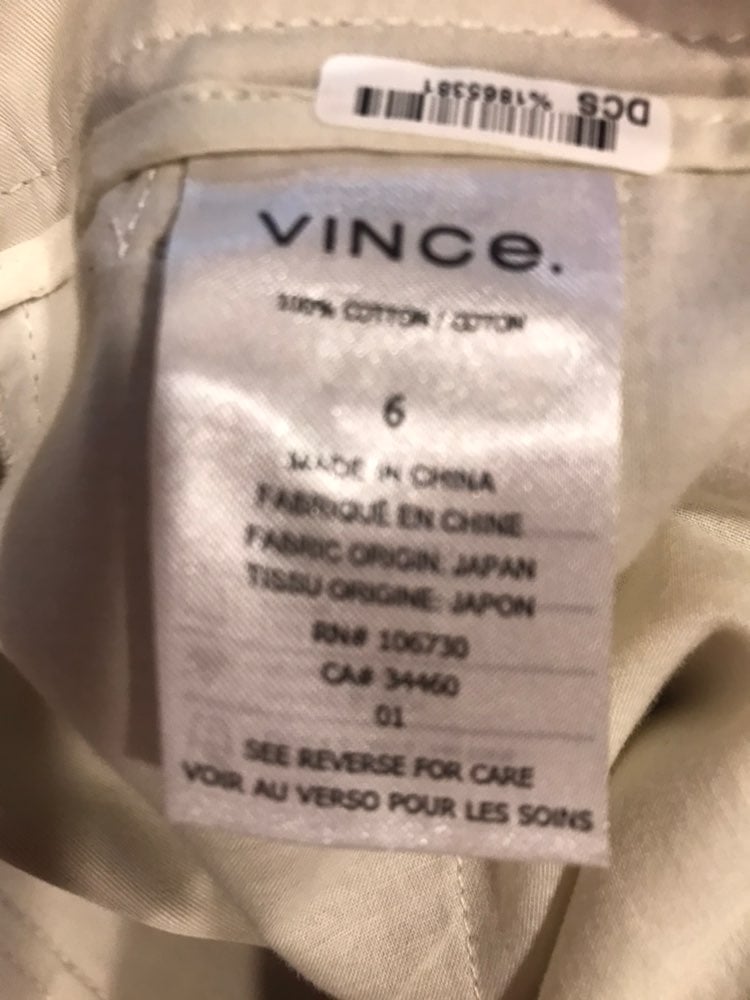 DCS %1865381
VINCe.
100% COTTON / COTON
6
MADE IN CHINA
FABRIQUÉ EN CHINE
FABRIC ORIGIN: JAPAN
TISSU ORIGINE: JAPON
RN# 106730
CA# 34460
01
SEE REVERSE FOR CARE
VOIR AU VERSO POUR LES SOINS